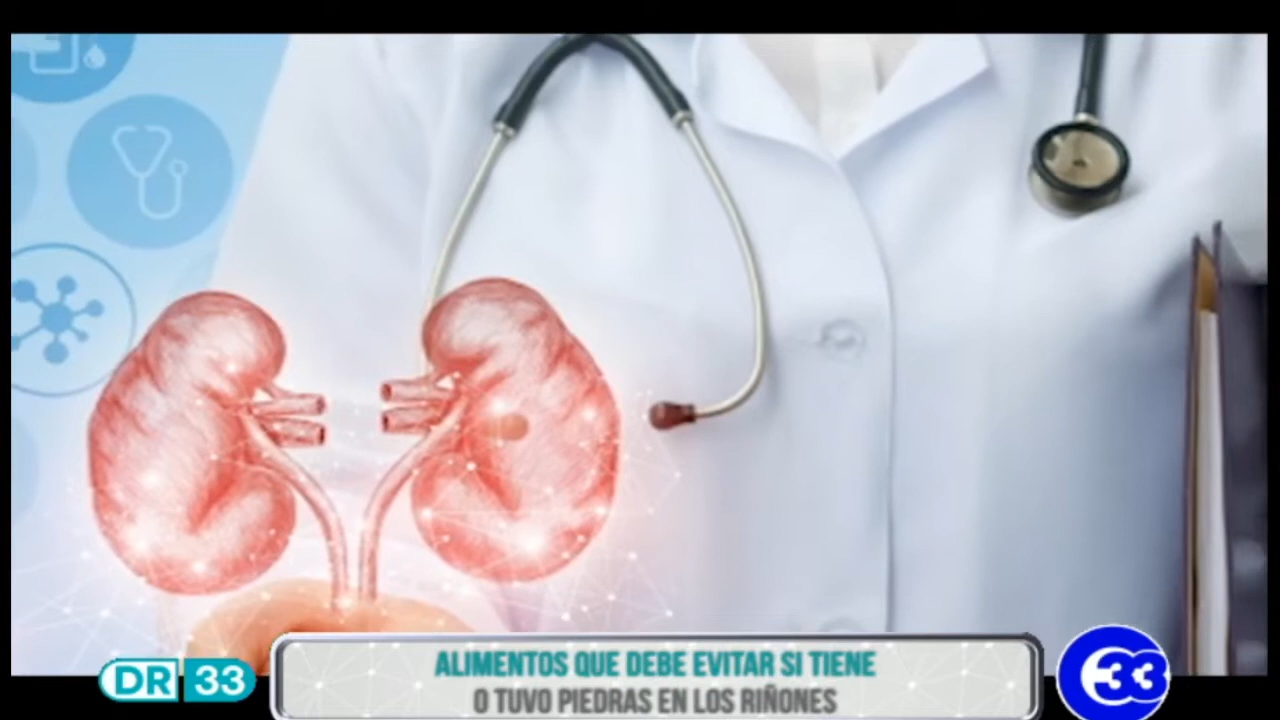 DR 33
ALIMENTOS QUE DEBE EVITAR SI TIENE
O TUVO PIEDRAS EN LOS RIÑONES
33